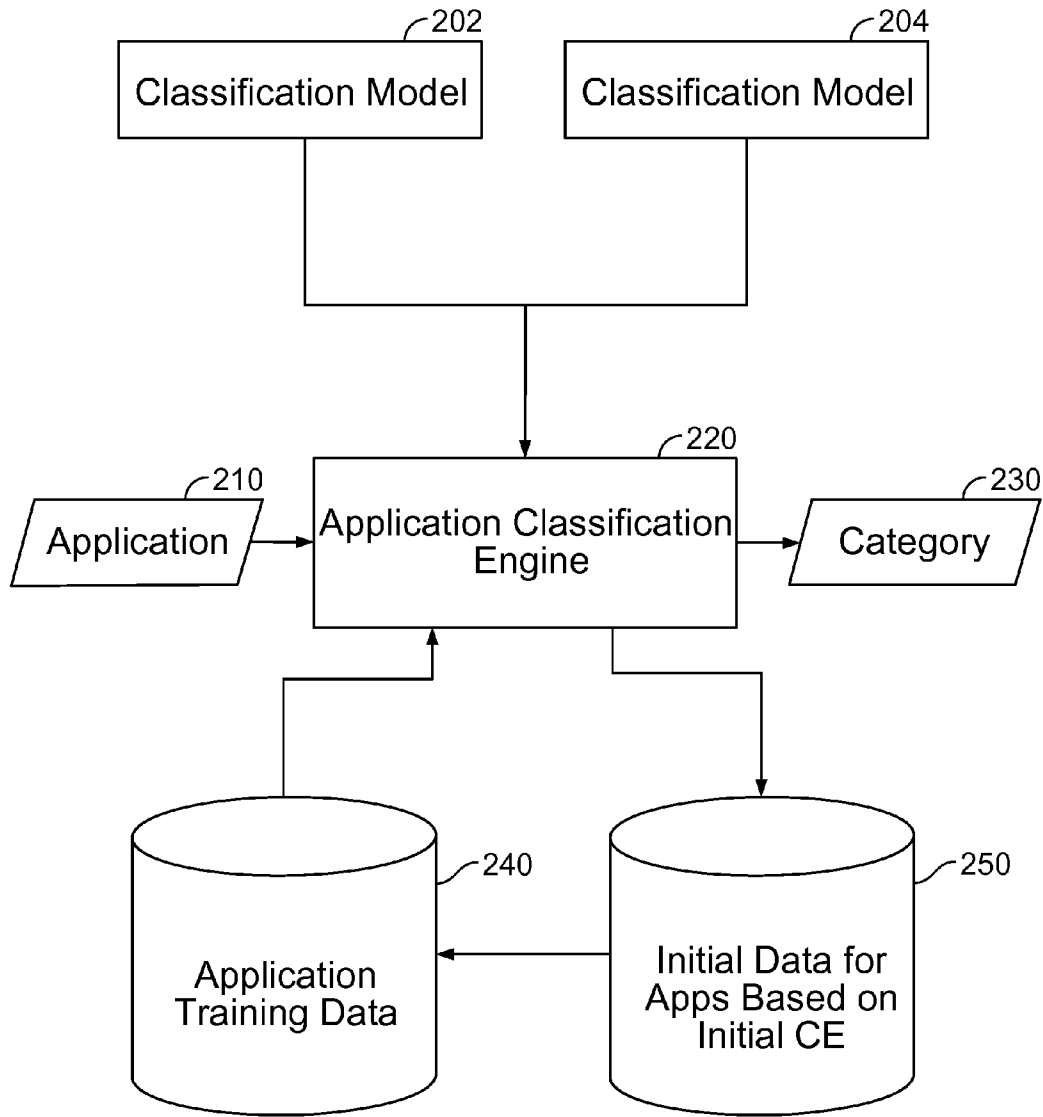 202
204
Classification Model
Classification Model
220
210
230
Application
Application Classification
Engine
Category
240
250
Application
Training Data
Initial Data for
Apps Based on
Initial CE